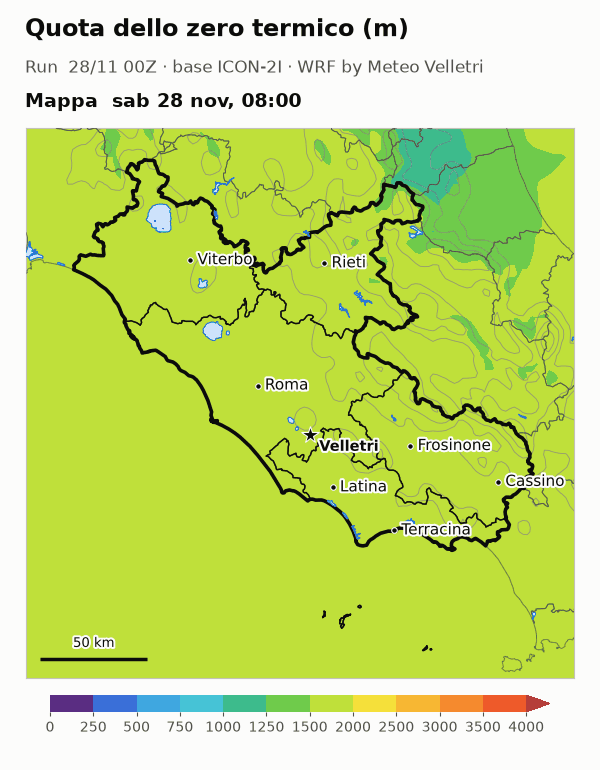 Quota dello zero termico (m)
Run  28/11 00Z · base ICON-2I · WRF by Meteo Velletri
Mappa  sab 28 nov, 08:00
Viterbo
Rieti
Roma
Velletri
Frosinone
Latina
Cassino
Terracina
50 km
0 250 500 750 1000 1250 1500 2000 2500 3000 3500 4000